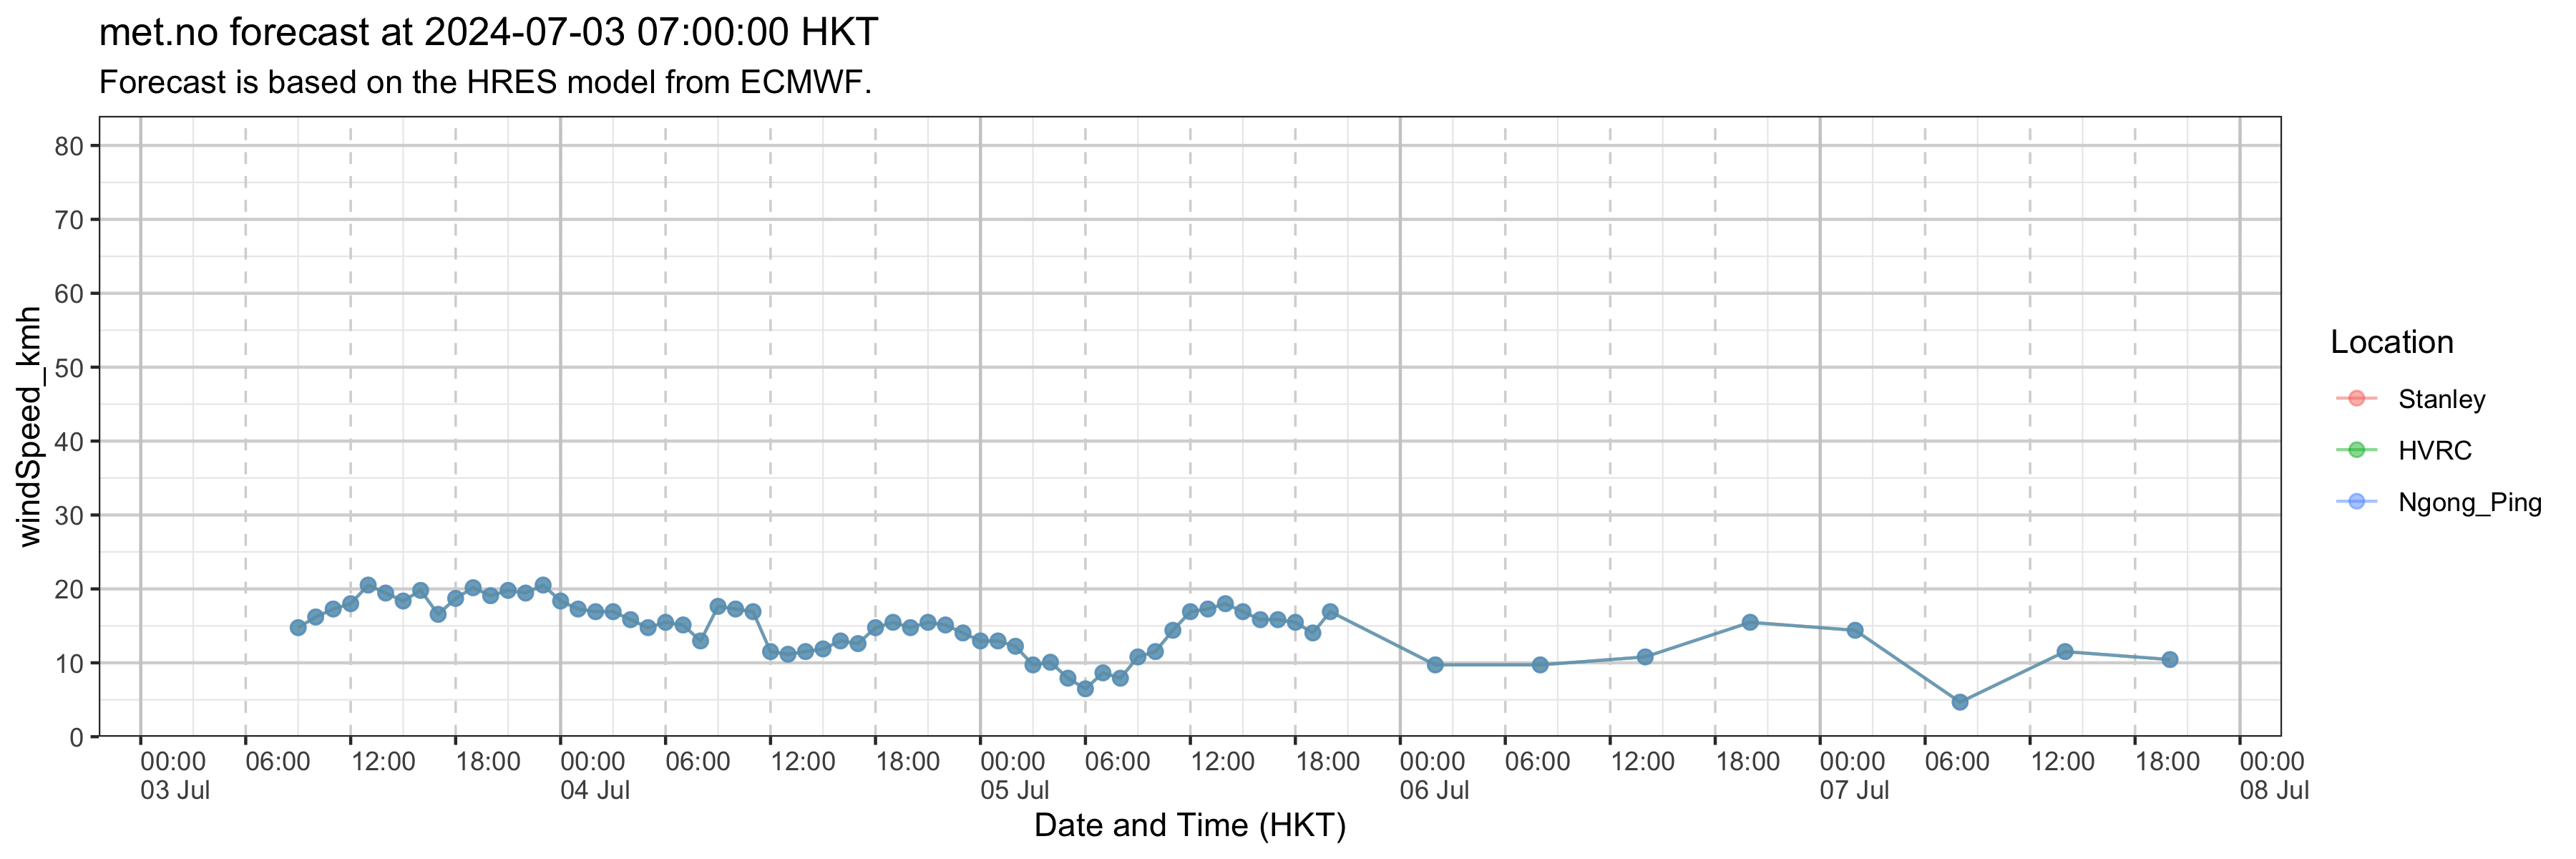 met.no forecast at 2024-07-03 07:00:00 HKT
Forecast is based on the HRES model from ECMWF.
windSpeed_kmh
80
70
60
50
40
30
20
10
0
00:00 06:00 12:00 18:00 00:00 06:00 12:00 18:00 00:00 06:00 12:00 18:00 00:00 06:00 12:00 18:00 00:00 06:00 12:00 18:00 00:00
03 Jul 04 Jul 05 Jul 06 Jul 07 Jul 08 Jul
Date and Time (HKT)
Location
Stanley
HVRC
Ngong_Ping